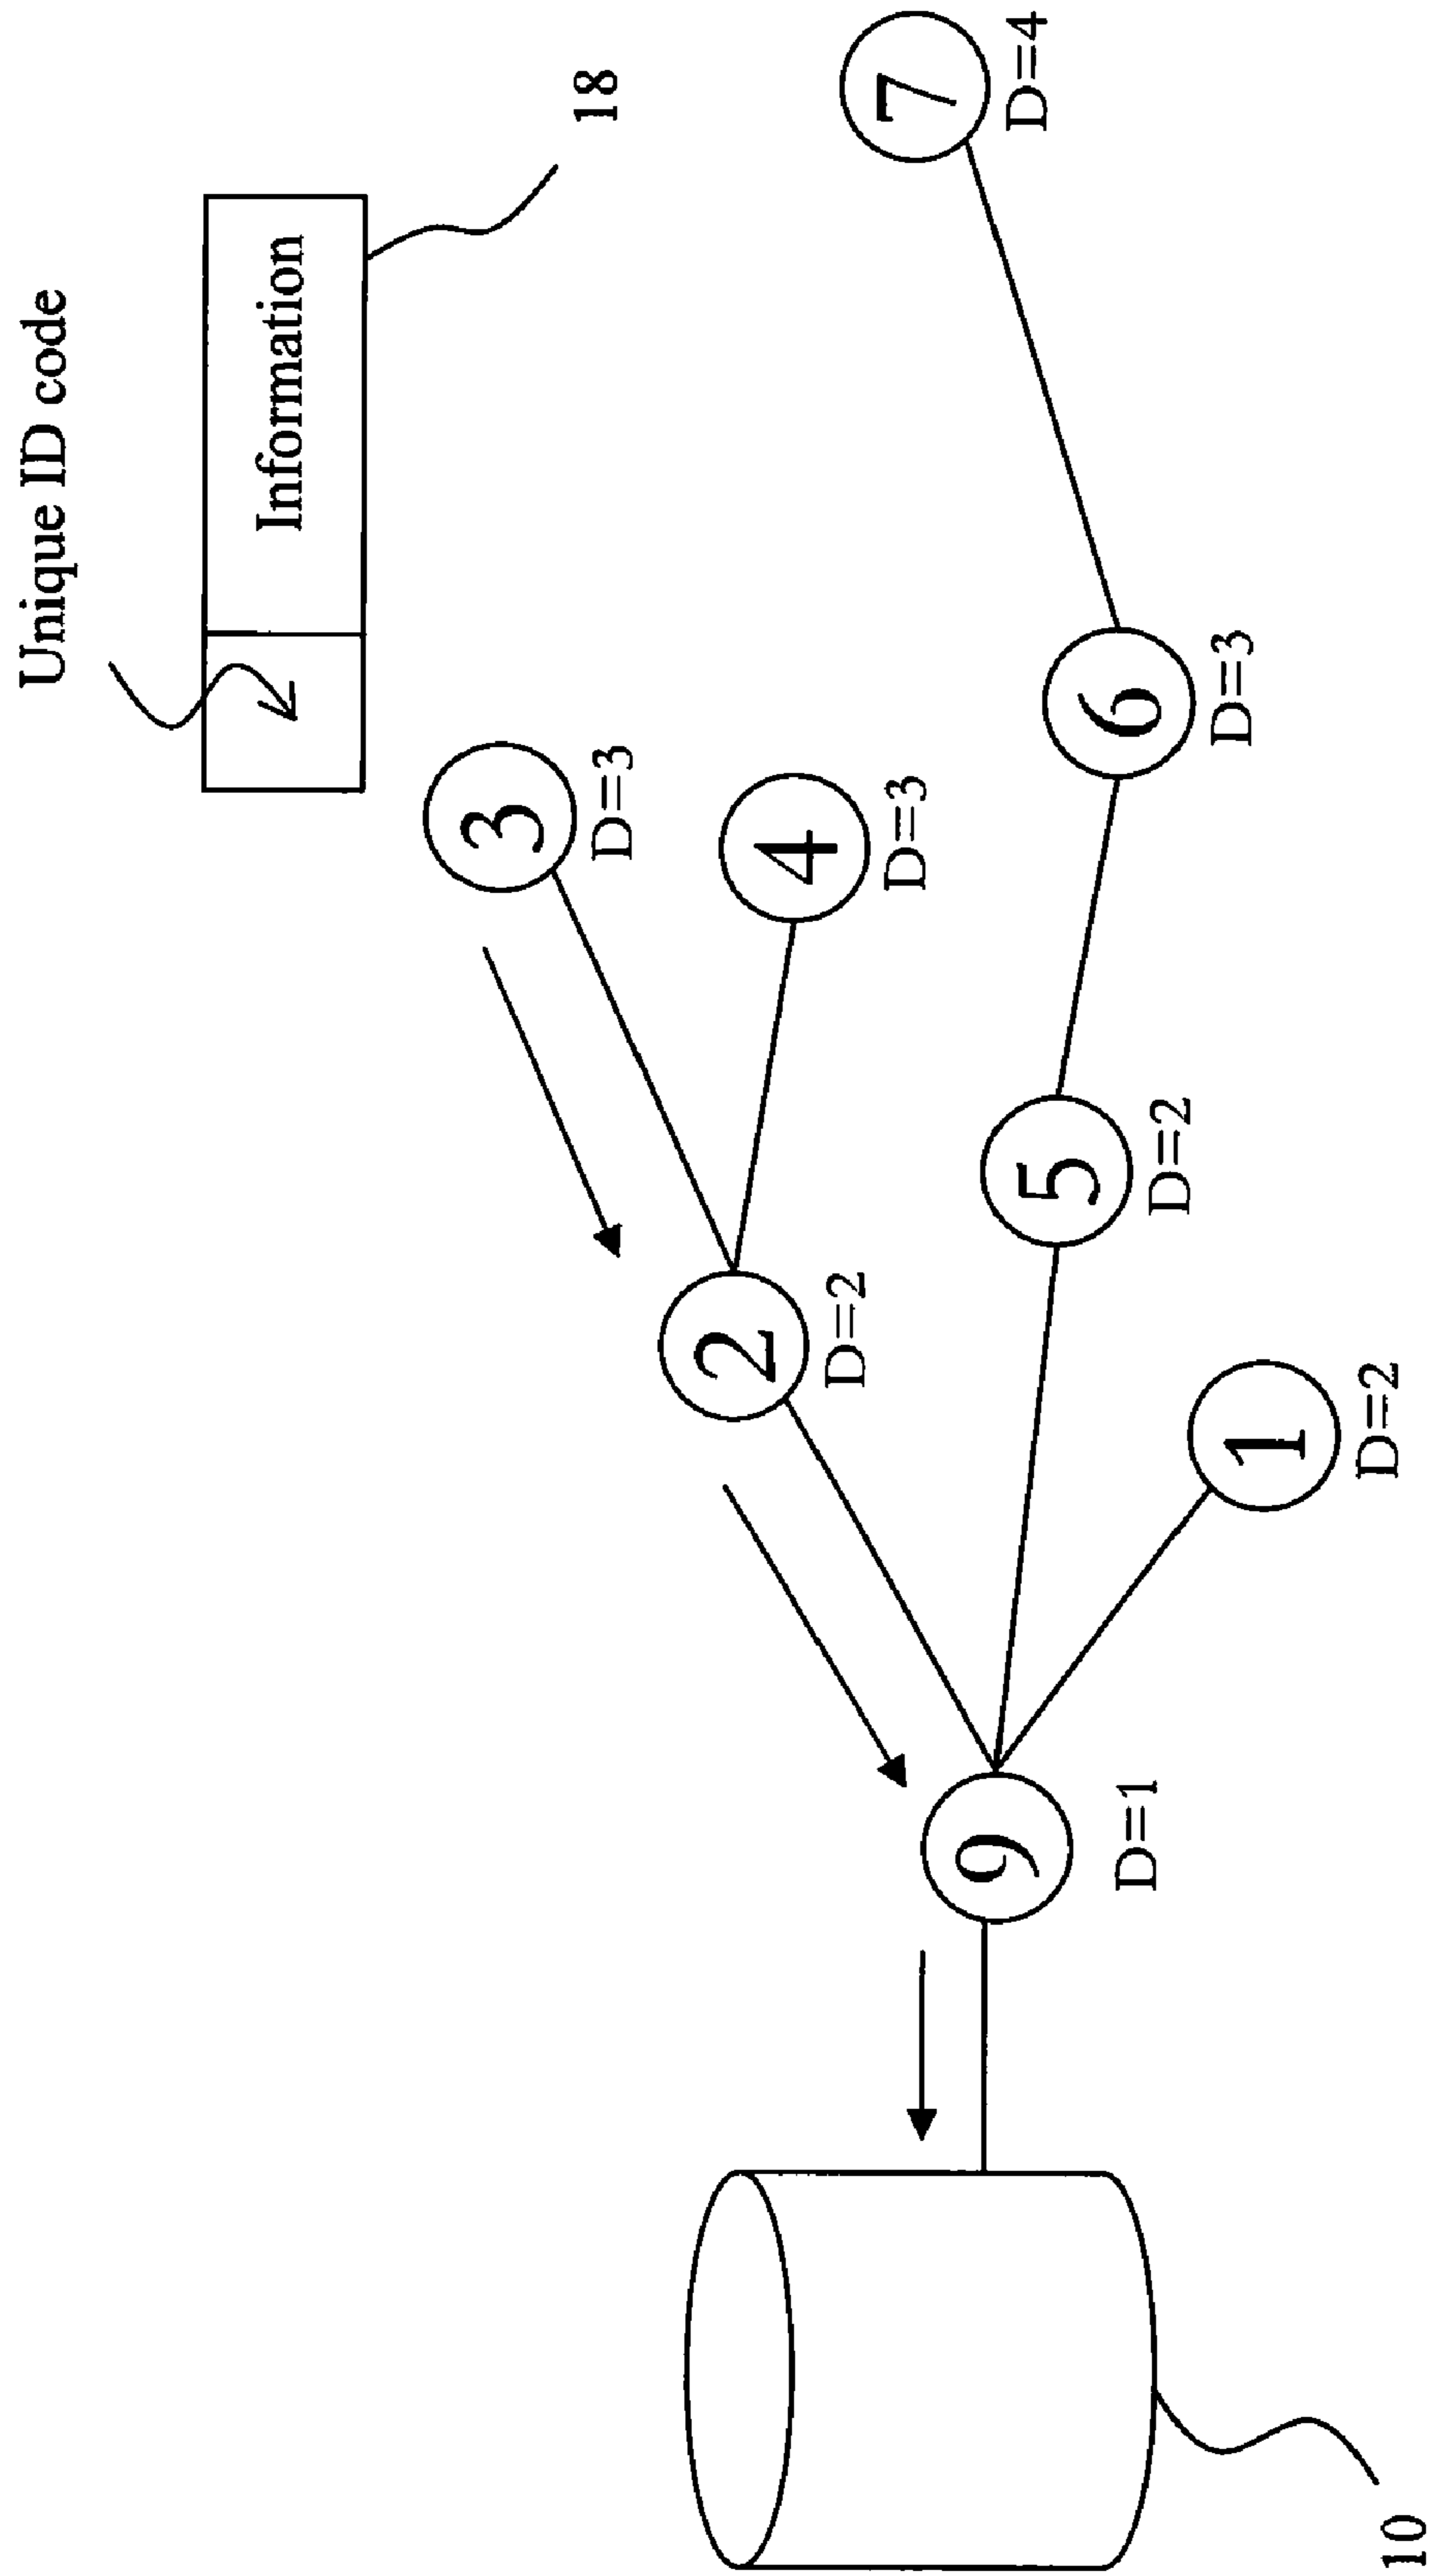 Unique ID code
Information
18
3
D=3
4
D=3
2
D=2
7
D=4
9
D=1
5
D=2
6
D=3
1
D=2
10